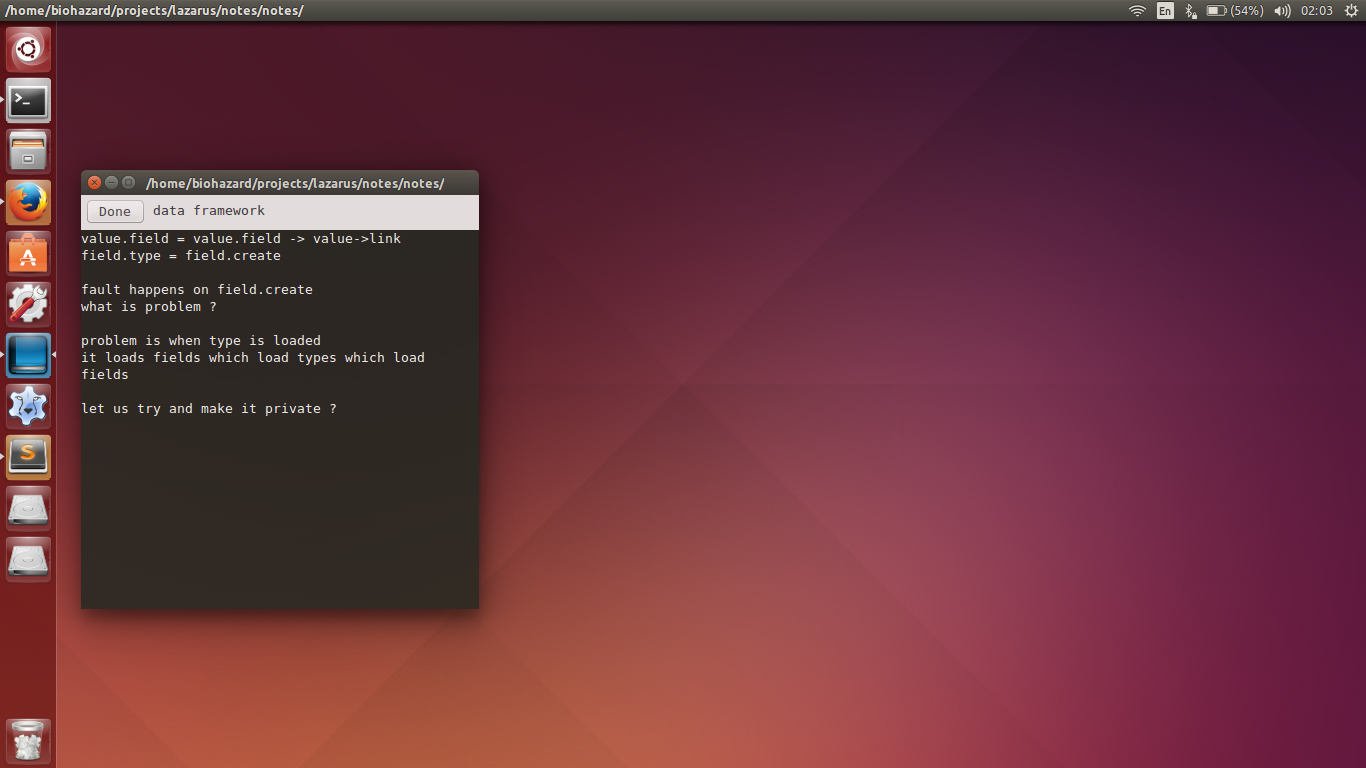 /home/biohazard/projects/lazarus/notes/notes/
En
(54%)
02:03
/home/biohazard/projects/lazarus/notes/notes/
Done data framework
value.field = value.field -> value->link
field.type = field.create
fault happens on field.create
what is problem ?
problem is when type is loaded
it loads fields which load types which load
fields
let us try and make it private ?